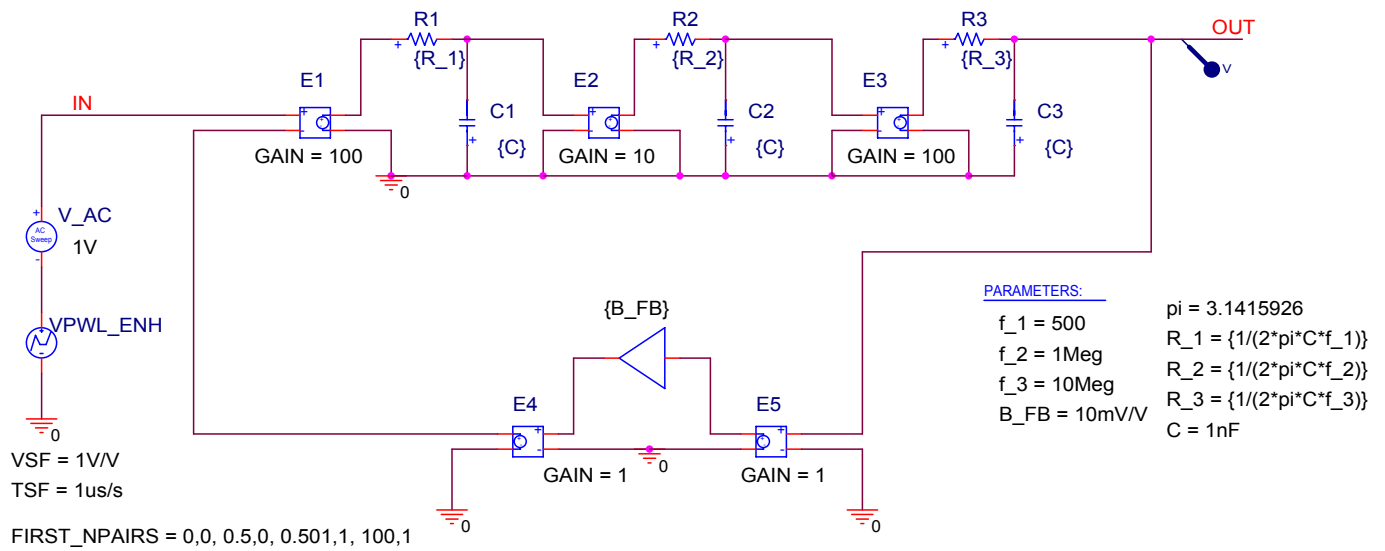 R1
R2
R3
OUT
{R_1}
{R_2}
{R_3}
V
E1
E2
E3
IN
C1
C2
C3
{C}
{C}
{C}
GAIN = 100
GAIN = 10
GAIN = 100
0
V_AC
AC
Sweep
1V
{B_FB}
PARAMETERS:
pi = 3.1415926
f_1 = 500
R_1 = {1/(2*pi*C*f_1)}
f_2 = 1Meg
R_2 = {1/(2*pi*C*f_2)}
f_3 = 10Meg
R_3 = {1/(2*pi*C*f_3)}
B_FB = 10mV/V
C = 1nF
VPWL_ENH
E4
E5
0
0
VSF = 1V/V
GAIN = 1
GAIN = 1
TSF = 1us/s
0
0
FIRST_NPAIRS = 0,0, 0.5,0, 0.501,1, 100,1